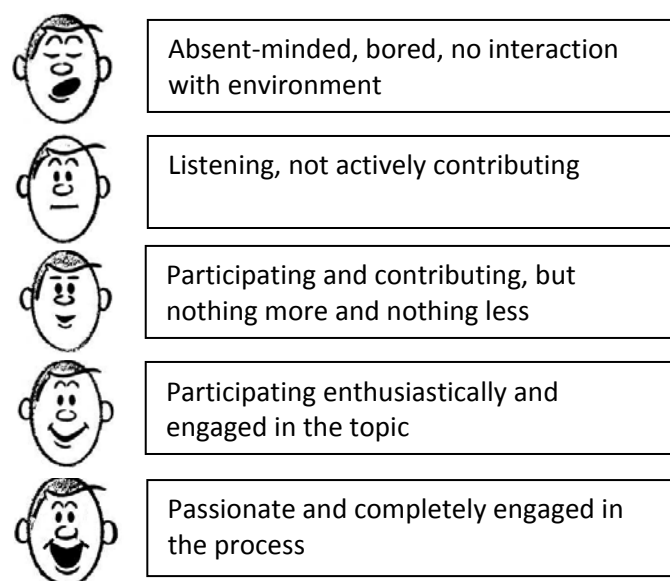 Absent-minded, bored, no interaction
with environment
Listening, not actively contributing
Participating and contributing, but
nothing more and nothing less
Participating enthusiastically and
engaged in the topic
Passionate and completely engaged in
the process